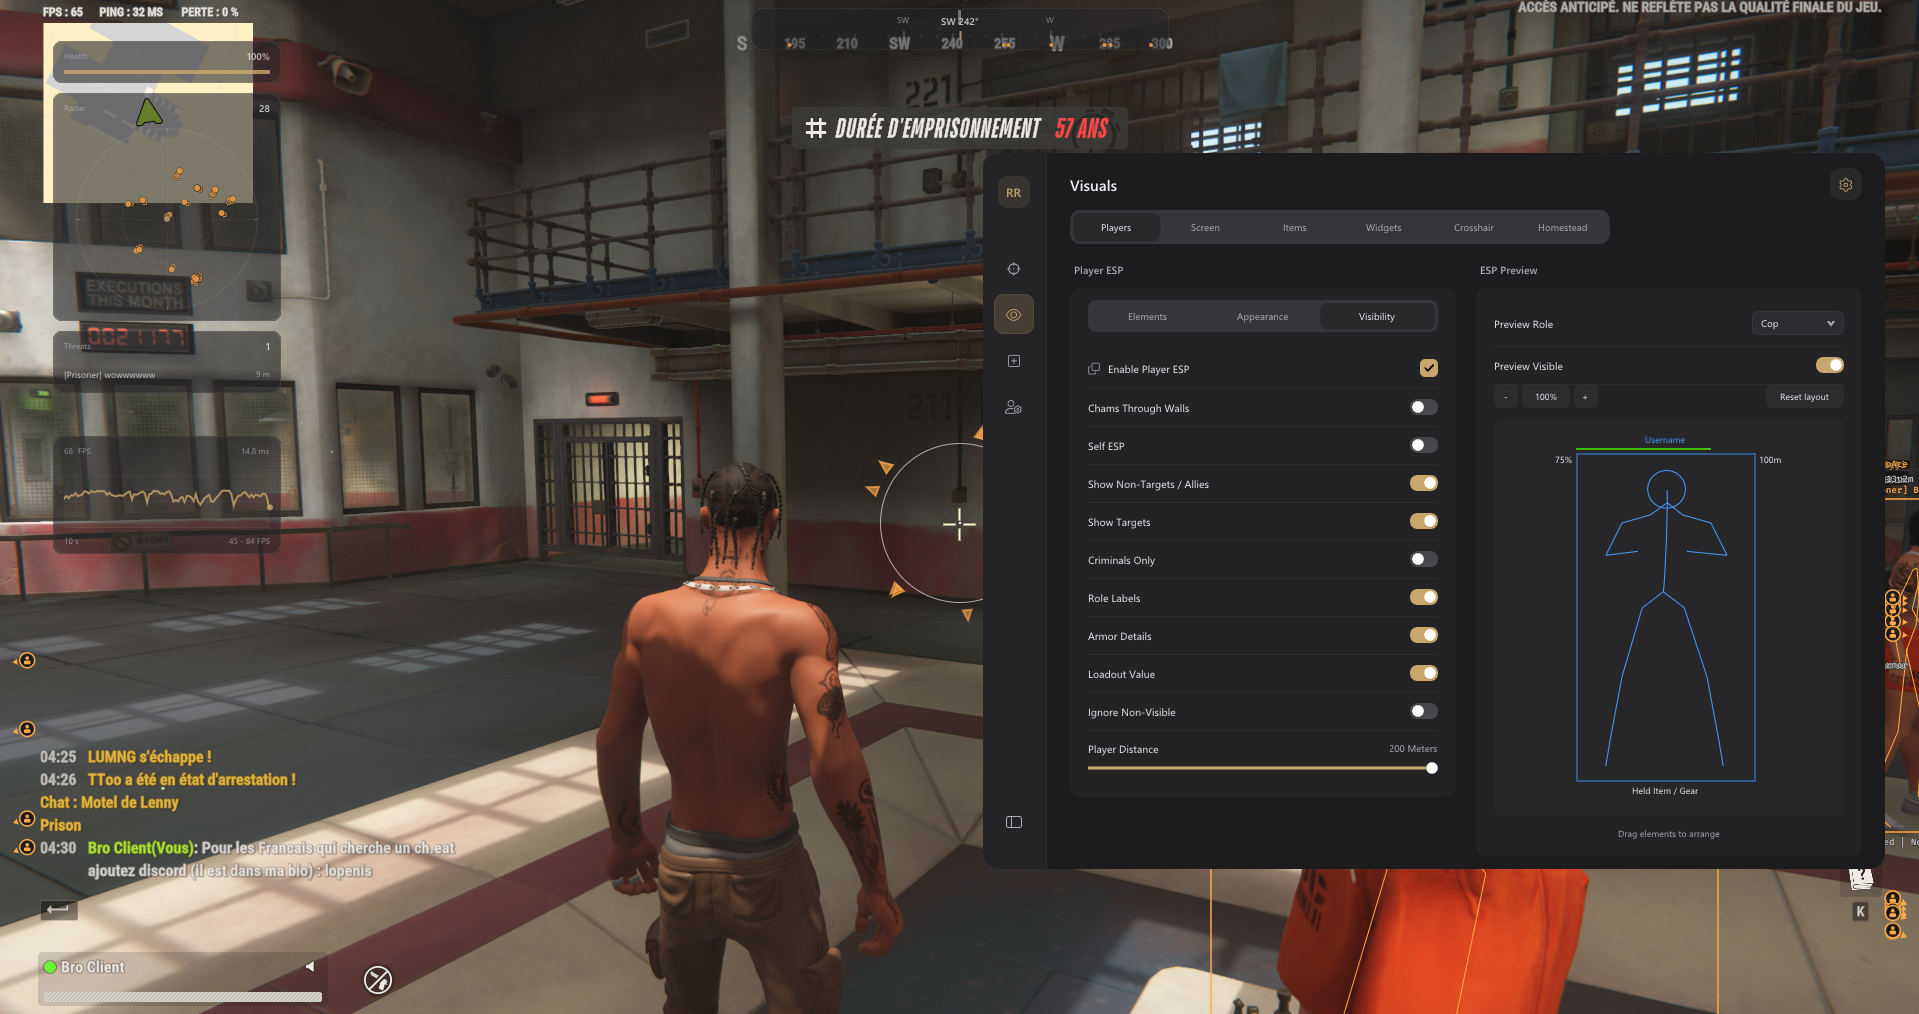 FPS : 65 PING : 32 MS PERTE : 0 %
ACCÈS ANTICIPÉ. NE REFLÈTE PAS LA QUALITÉ FINALE DU JEU.
SW SW 242° W
S 195 210 SW 240 255 W 285 300
Health 100%
Radar 28
221
# DURÉE D'EMPRISONNEMENT 57 ANS
EXECUTIONS
THIS MONTH
0021177
Threats 1
[Prisoner] wowwwwww 9 m
211
68 FPS 14.8 ms
10 s 45 - 84 FPS
RR
Visuals
Players Screen Items Widgets Crosshair Homestead
Player ESP
Elements Appearance Visibility
Enable Player ESP
Chams Through Walls
Self ESP
Show Non-Targets / Allies
Show Targets
Criminals Only
Role Labels
Armor Details
Loadout Value
Ignore Non-Visible
Player Distance 200 Meters
ESP Preview
Preview Role Cop
Preview Visible
- 100% + Reset layout
Username
75% 100m
Held Item / Gear
Drag elements to arrange
04:25 LUMNG s'échappe !
04:26 TToo a été en état d'arrestation !
Chat : Motel de Lenny
Prison
04:30 Bro Client(Vous): Pour les Francais qui cherche un ch.eat
ajoutez discord (il est dans ma bio) : lopenis
Bro Client
?
K